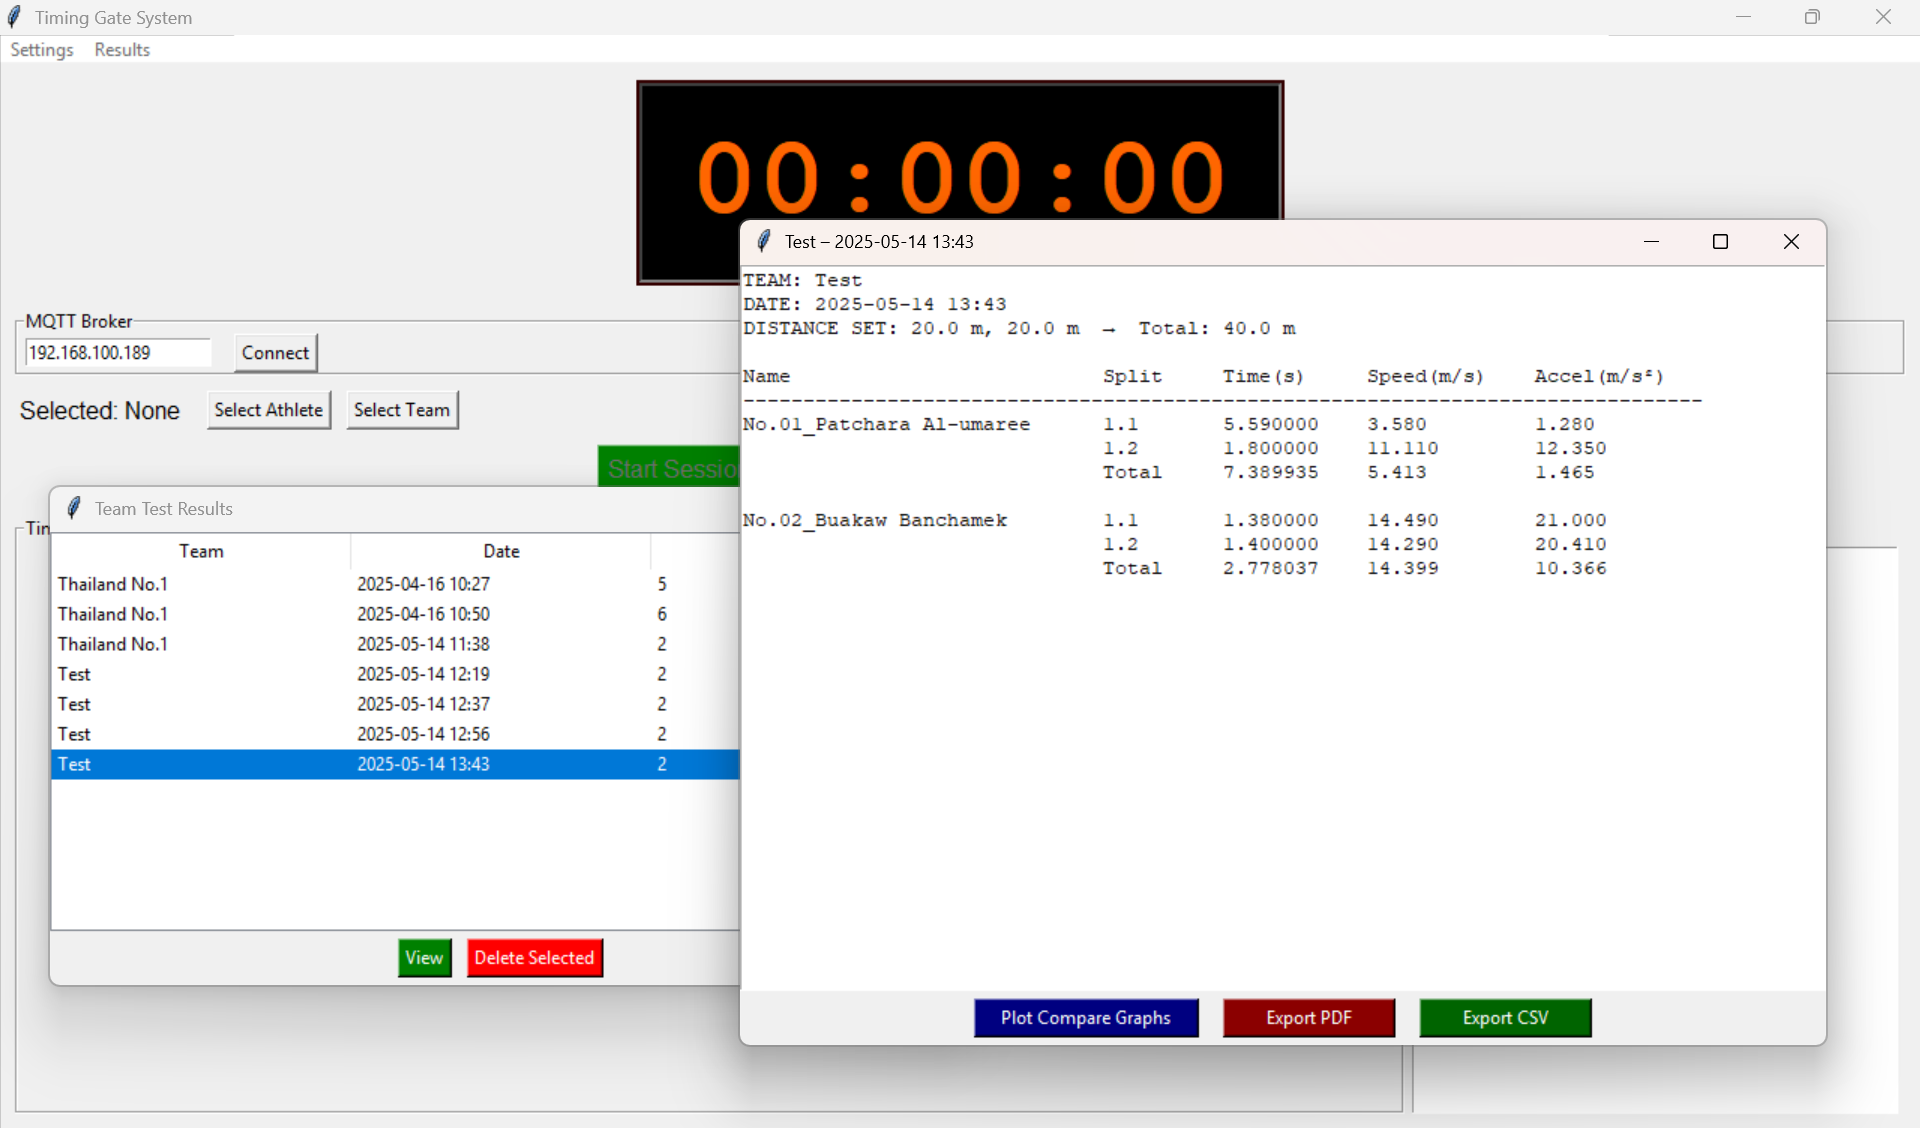 Timing Gate System
Settings Results
00:00:00
MQTT Broker
192.168.100.189 Connect
Selected: None Select Athlete Select Team
Start Sessio
Tim
Team Test Results
Team Date
Thailand No.1 2025-04-16 10:27 5
Thailand No.1 2025-04-16 10:50 6
Thailand No.1 2025-05-14 11:38 2
Test 2025-05-14 12:19 2
Test 2025-05-14 12:37 2
Test 2025-05-14 12:56 2
Test 2025-05-14 13:43 2
View Delete Selected
Test – 2025-05-14 13:43
TEAM: Test
DATE: 2025-05-14 13:43
DISTANCE SET: 20.0 m, 20.0 m → Total: 40.0 m
Name Split Time(s) Speed(m/s) Accel(m/s²)
--------------------------------------------------------------------------------
No.01_Patchara Al-umaree 1.1 5.590000 3.580 1.280
1.2 1.800000 11.110 12.350
Total 7.389935 5.413 1.465
No.02_Buakaw Banchamek 1.1 1.380000 14.490 21.000
1.2 1.400000 14.290 20.410
Total 2.778037 14.399 10.366
Plot Compare Graphs Export PDF Export CSV